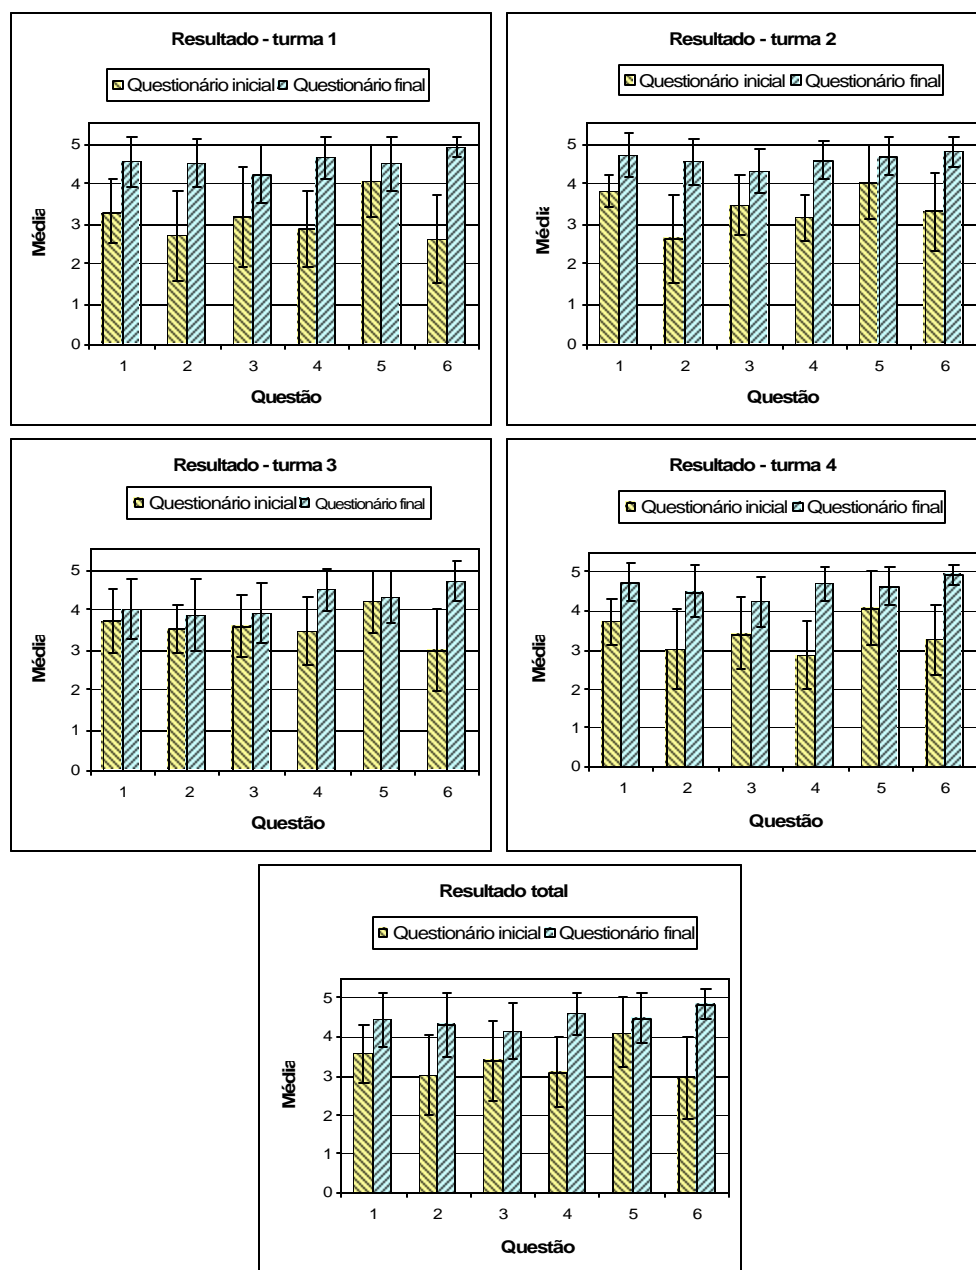 Resultado - turma 1
Questionário inicial Questionário final
Média
5
4
3
2
1
0
1 2 3 4 5 6
Questão
Resultado - turma 2
Questionário inicial Questionário final
Média
5
4
3
2
1
0
1 2 3 4 5 6
Questão
Resultado - turma 3
Questionário inicial Questionário final
Média
5
4
3
2
1
0
1 2 3 4 5 6
Questão
Resultado - turma 4
Questionário inicial Questionário final
Média
5
4
3
2
1
0
1 2 3 4 5 6
Questão
Resultado total
Questionário inicial Questionário final
Média
5
4
3
2
1
0
1 2 3 4 5 6
Questão